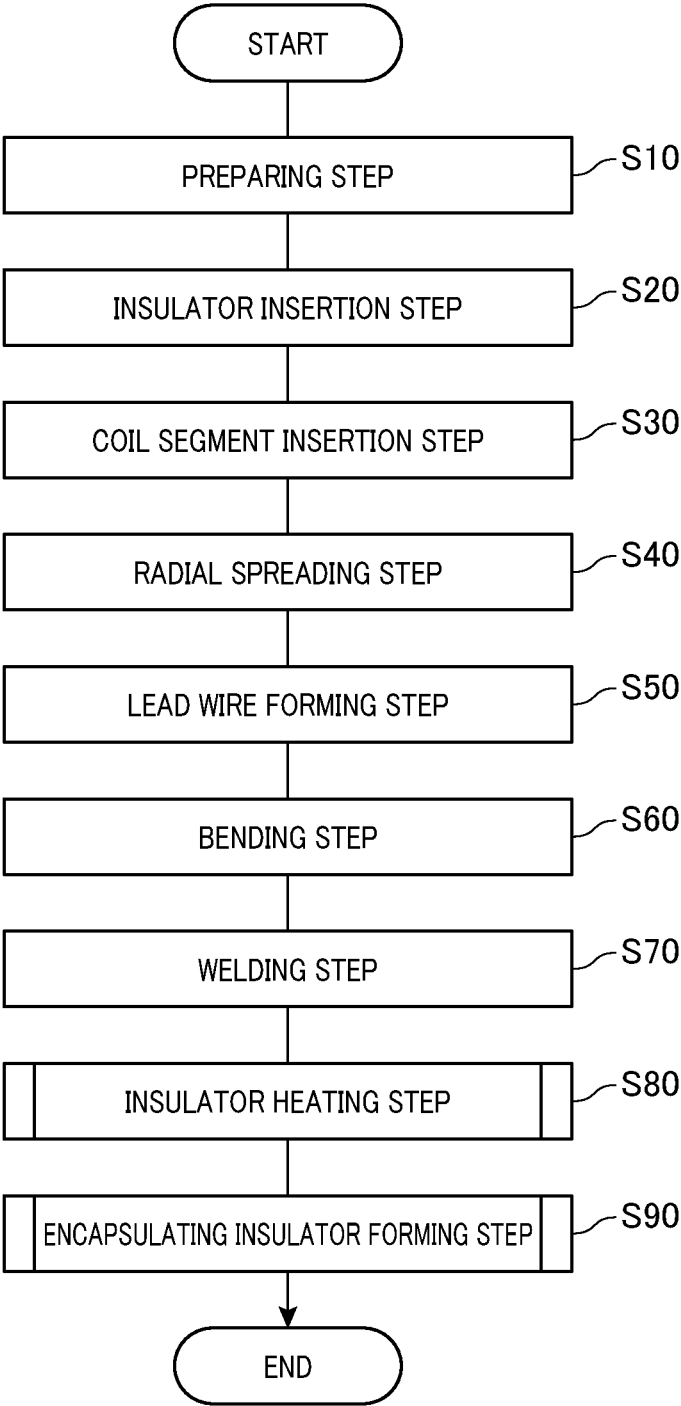 START
PREPARING STEP
S10
INSULATOR INSERTION STEP
S20
COIL SEGMENT INSERTION STEP
S30
RADIAL SPREADING STEP
S40
LEAD WIRE FORMING STEP
S50
BENDING STEP
S60
WELDING STEP
S70
INSULATOR HEATING STEP
S80
ENCAPSULATING INSULATOR FORMING STEP
S90
END